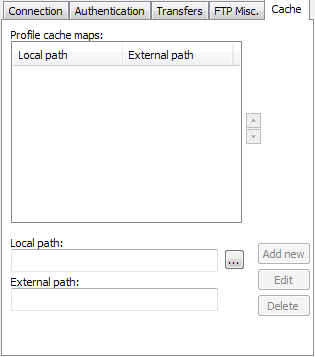 Connection Authentication Transfers FTP Misc. Cache
Profile cache maps:
Local path External path
Local path:
... Add new
External path: Edit
Delete